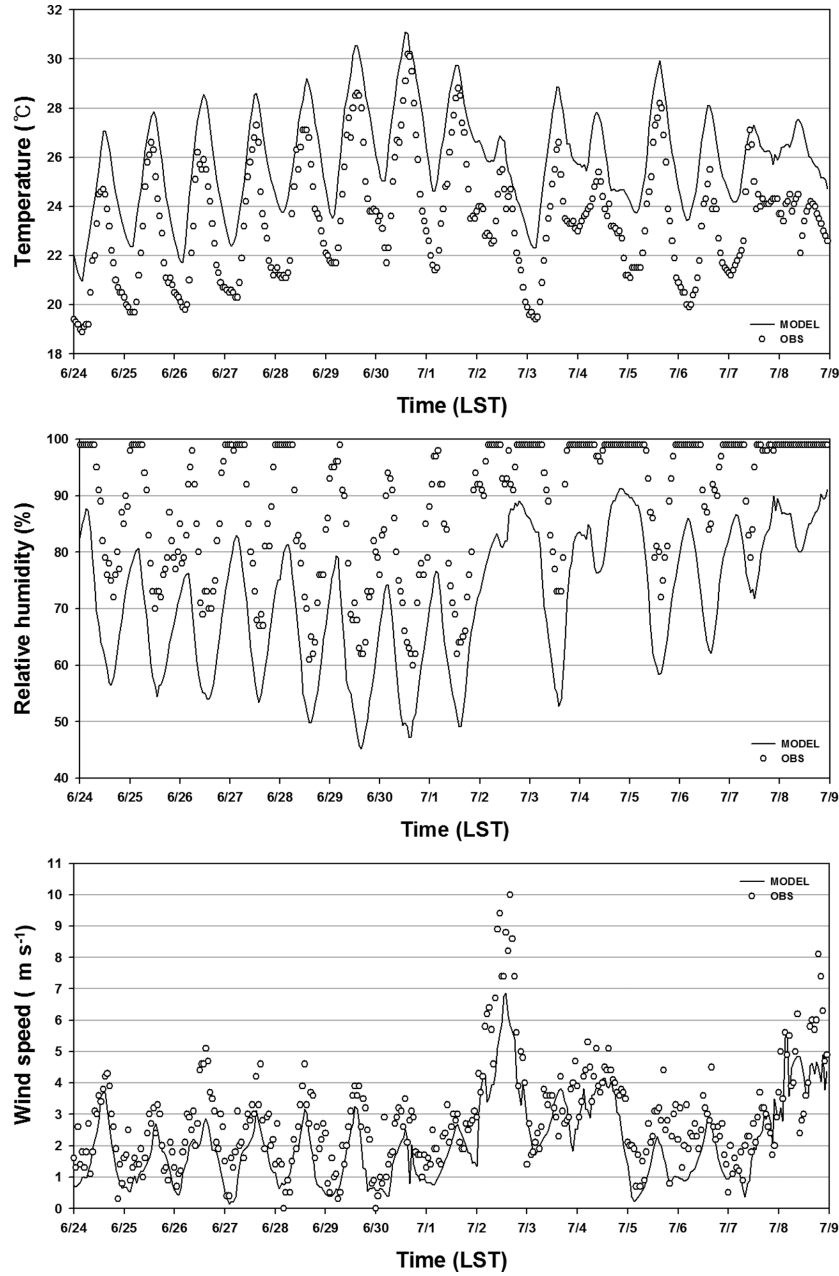 32
30
28
26
24
22
20
18
Temperature (℃)
MODEL
OBS
6/24 6/25 6/26 6/27 6/28 6/29 6/30 7/1 7/2 7/3 7/4 7/5 7/6 7/7 7/8 7/9
Time (LST)
100
90
80
70
60
50
40
Relative humidity (%)
MODEL
OBS
6/24 6/25 6/26 6/27 6/28 6/29 6/30 7/1 7/2 7/3 7/4 7/5 7/6 7/7 7/8 7/9
Time (LST)
11
10
9
8
7
6
5
4
3
2
1
0
Wind speed ( m s-1)
MODEL
OBS
6/24 6/25 6/26 6/27 6/28 6/29 6/30 7/1 7/2 7/3 7/4 7/5 7/6 7/7 7/8 7/9
Time (LST)